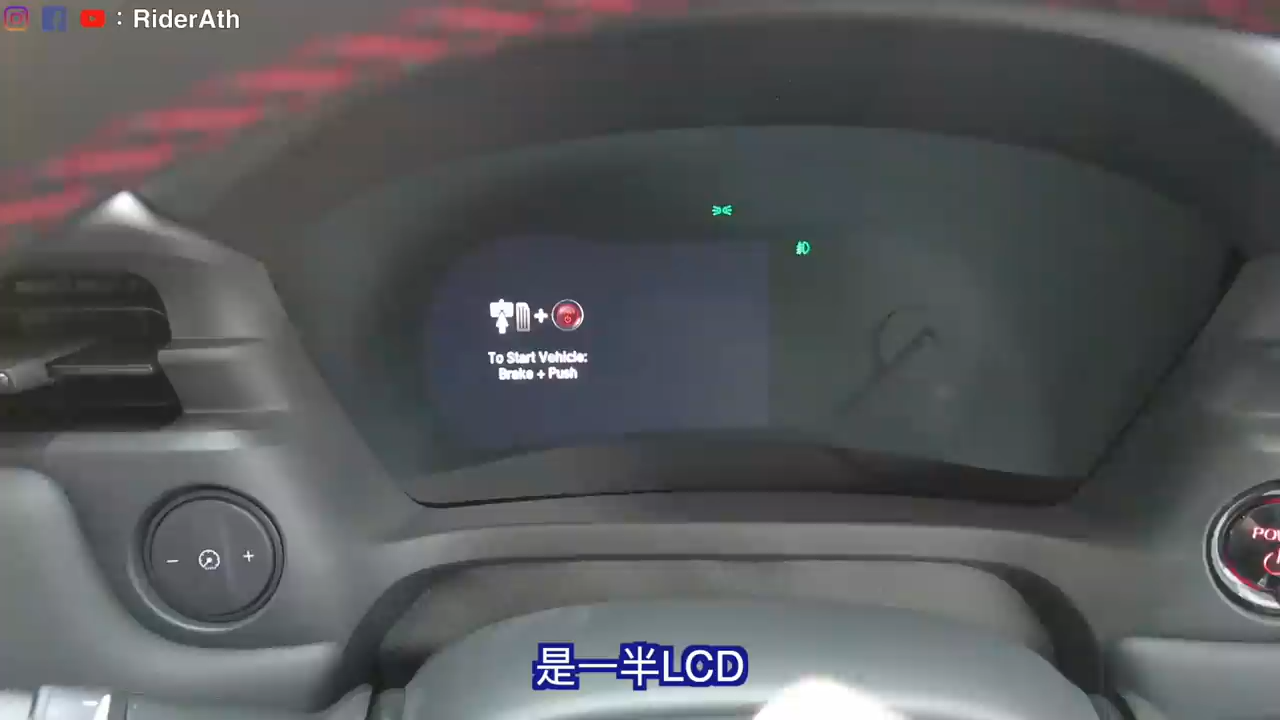 : RiderAth
To Start Vehicle:
Brake + Push
- +
是一半LCD